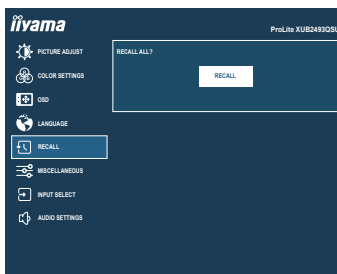 iiyama
ProLite XUB2493QSU
PICTURE ADJUST
RECALL ALL?
COLOR SETTINGS
RECALL
OSD
LANGUAGE
RECALL
MISCELLANEOUS
INPUT SELECT
AUDIO SETTINGS